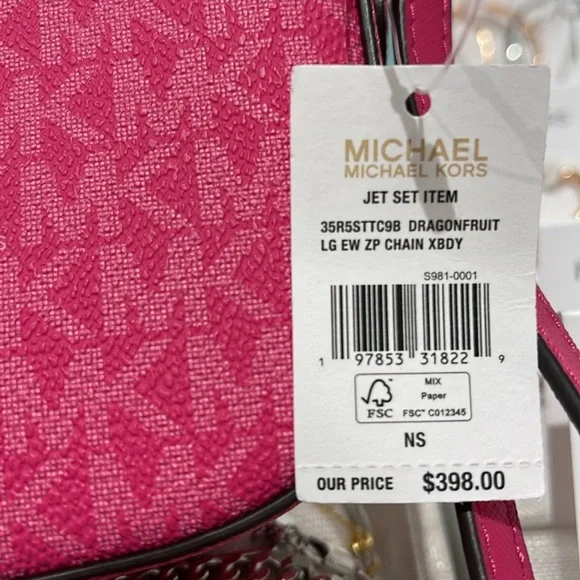 MICHAEL
MICHAEL KORS
JET SET ITEM
35R5STTC9B DRAGONFRUIT
LG EW ZP CHAIN XBDY
S981-0001
1 97853 31822 9
FSC
MIX
Paper
FSC™ C012345
NS
OUR PRICE $398.00